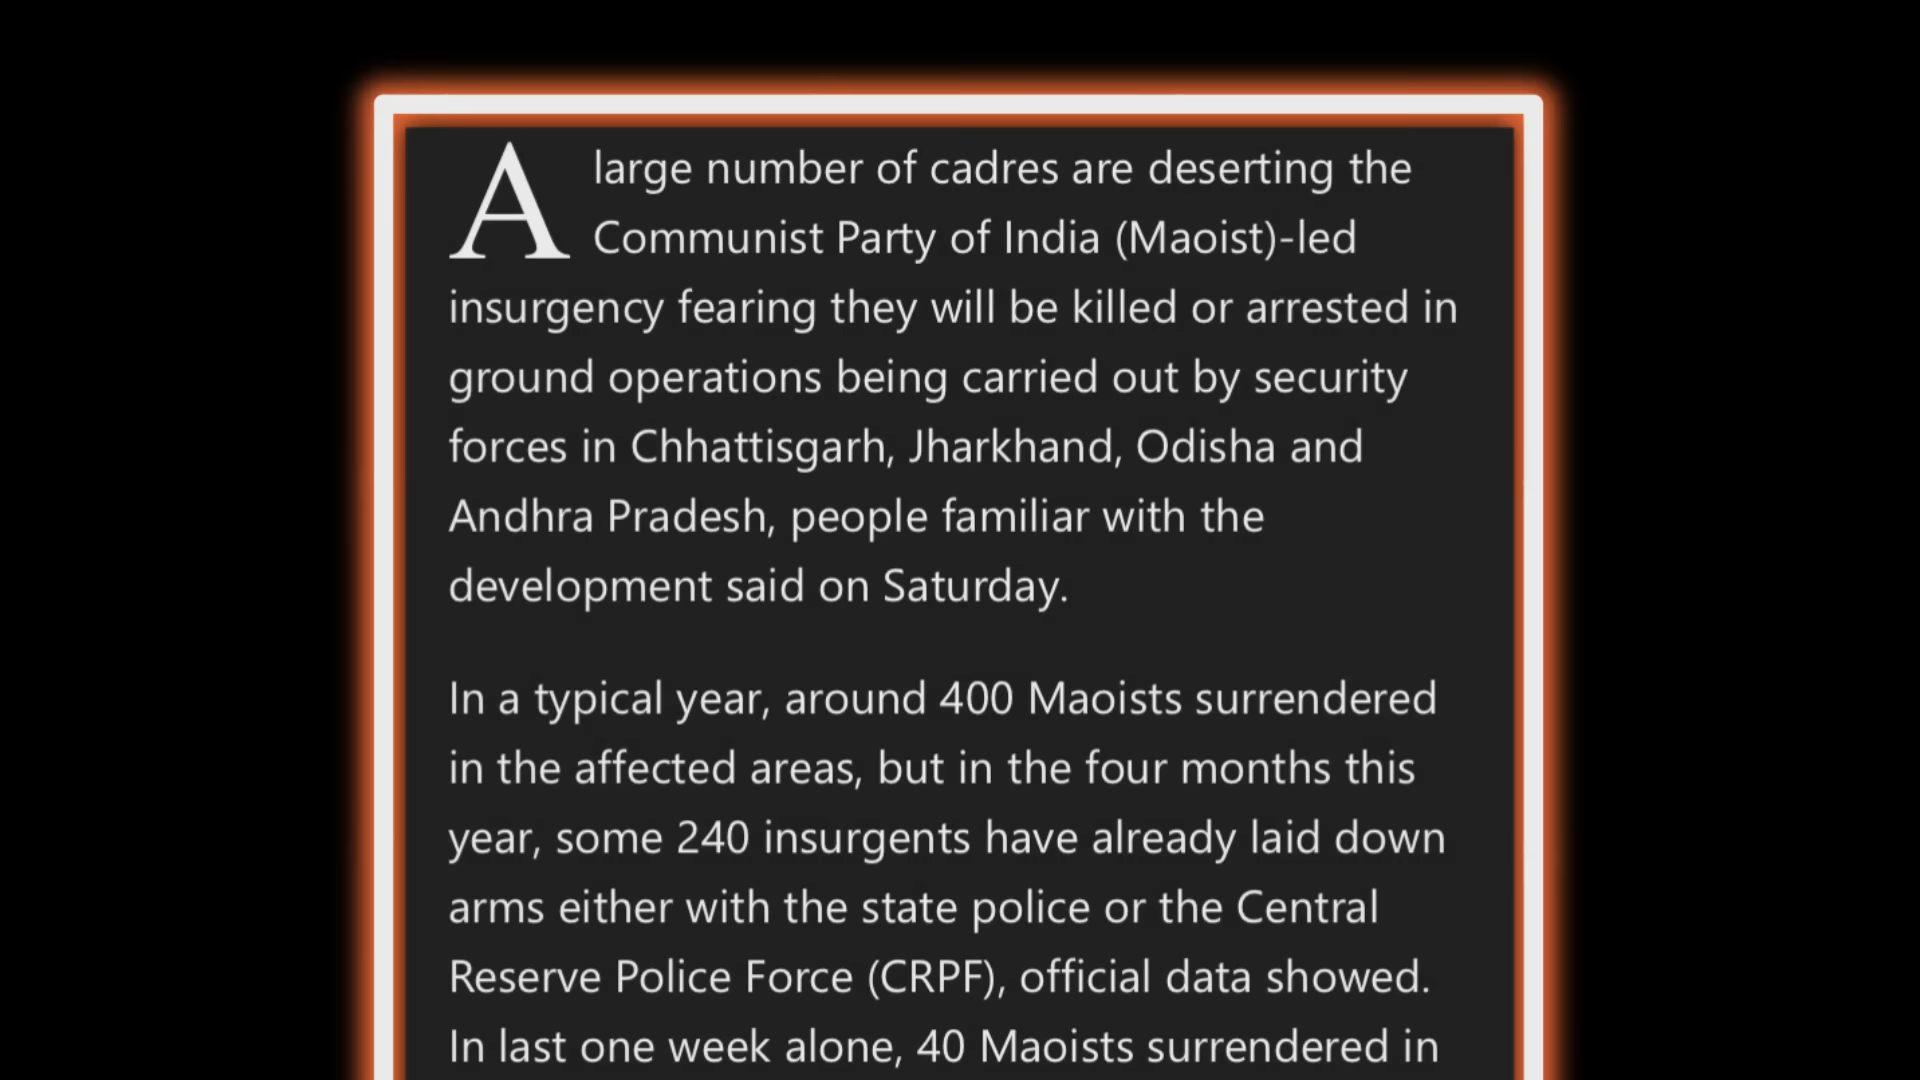 A large number of cadres are deserting the
Communist Party of India (Maoist)-led
insurgency fearing they will be killed or arrested in
ground operations being carried out by security
forces in Chhattisgarh, Jharkhand, Odisha and
Andhra Pradesh, people familiar with the
development said on Saturday.
In a typical year, around 400 Maoists surrendered
in the affected areas, but in the four months this
year, some 240 insurgents have already laid down
arms either with the state police or the Central
Reserve Police Force (CRPF), official data showed.
In last one week alone, 40 Maoists surrendered in